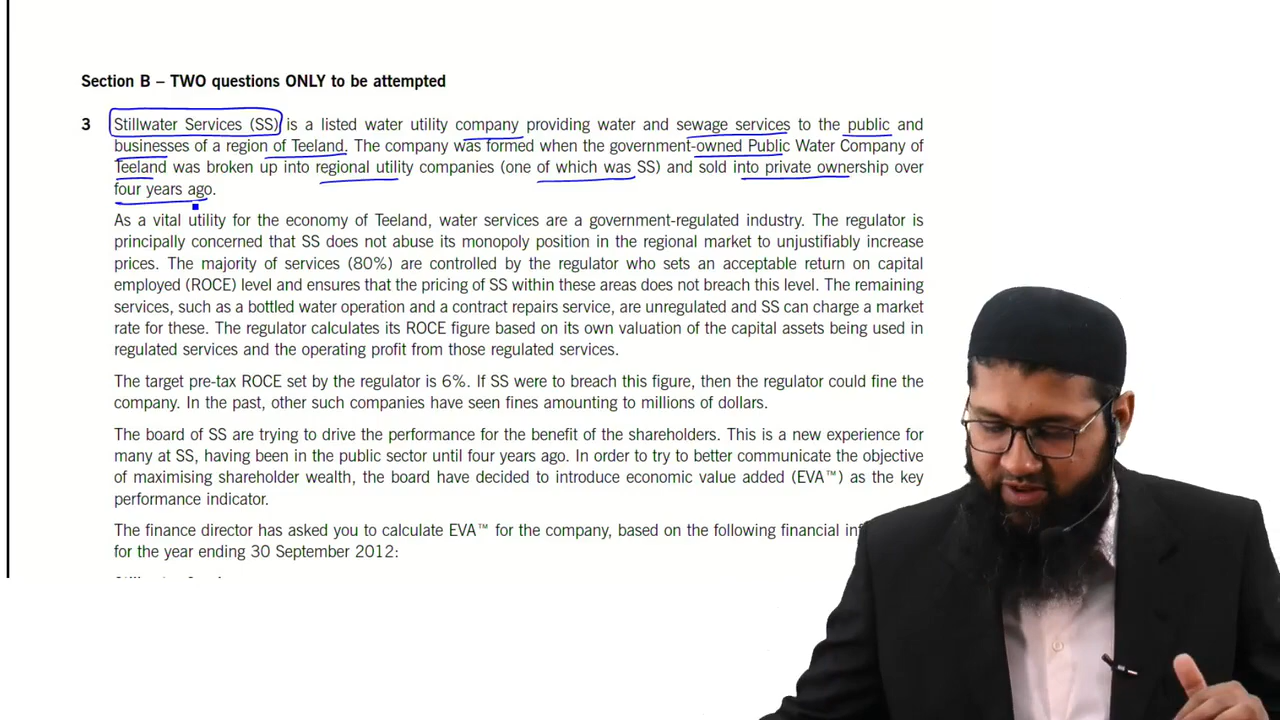 Section B – TWO questions ONLY to be attempted
3 Stillwater Services (SS) is a listed water utility company providing water and sewage services to the public and
businesses of a region of Teeland. The company was formed when the government-owned Public Water Company of
Teeland was broken up into regional utility companies (one of which was SS) and sold into private ownership over
four years ago.
As a vital utility for the economy of Teeland, water services are a government-regulated industry. The regulator is
principally concerned that SS does not abuse its monopoly position in the regional market to unjustifiably increase
prices. The majority of services (80%) are controlled by the regulator who sets an acceptable return on capital
employed (ROCE) level and ensures that the pricing of SS within these areas does not breach this level. The remaining
services, such as a bottled water operation and a contract repairs service, are unregulated and SS can charge a market
rate for these. The regulator calculates its ROCE figure based on its own valuation of the capital assets being used in
regulated services and the operating profit from those regulated services.
The target pre-tax ROCE set by the regulator is 6%. If SS were to breach this figure, then the regulator could fine the
company. In the past, other such companies have seen fines amounting to millions of dollars.
The board of SS are trying to drive the performance for the benefit of the shareholders. This is a new experience for
many at SS, having been in the public sector until four years ago. In order to try to better communicate the objective
of maximising shareholder wealth, the board have decided to introduce economic value added (EVA™) as the key
performance indicator.
The finance director has asked you to calculate EVA™ for the company, based on the following financial
for the year ending 30 September 2012: